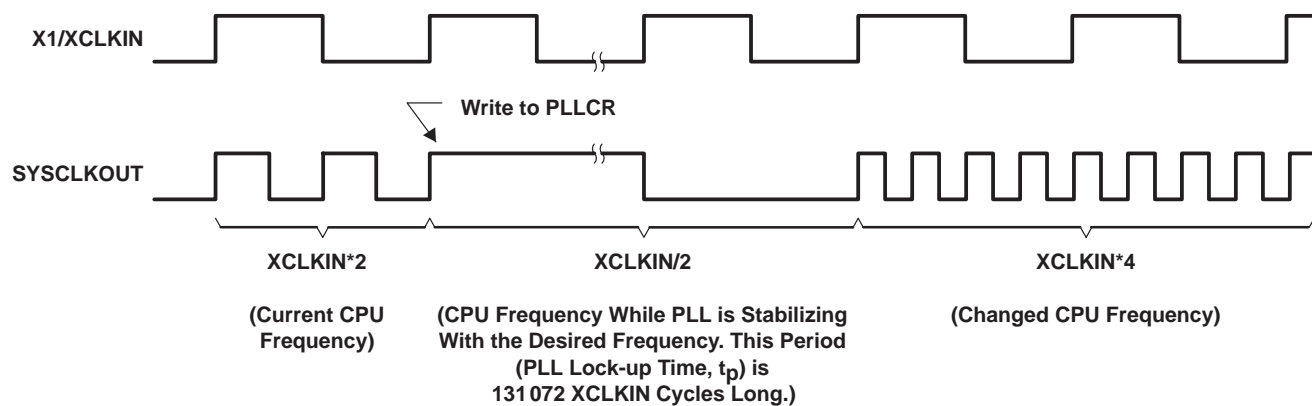 X1/XCLKIN
Write to PLLCR
SYSCLKOUT
XCLKIN*2
(Current CPU
Frequency)
XCLKIN/2
(CPU Frequency While PLL is Stabilizing
With the Desired Frequency. This Period
(PLL Lock-up Time, tp) is
131 072 XCLKIN Cycles Long.)
XCLKIN*4
(Changed CPU Frequency)